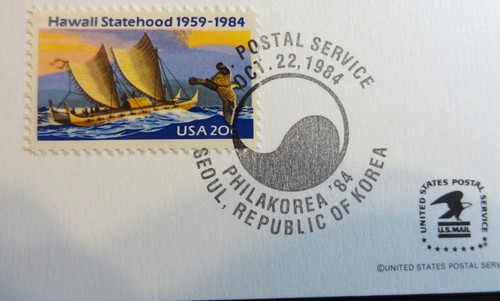 Hawaii Statehood 1959-1984
USA 20c
POSTAL SERVICE
OCT. 22, 1984
PHILAKOREA '84
SEOUL, REPUBLIC OF KOREA
UNITED STATES POSTAL SERVICE
U.S.MAIL
©UNITED STATES POSTAL SERV